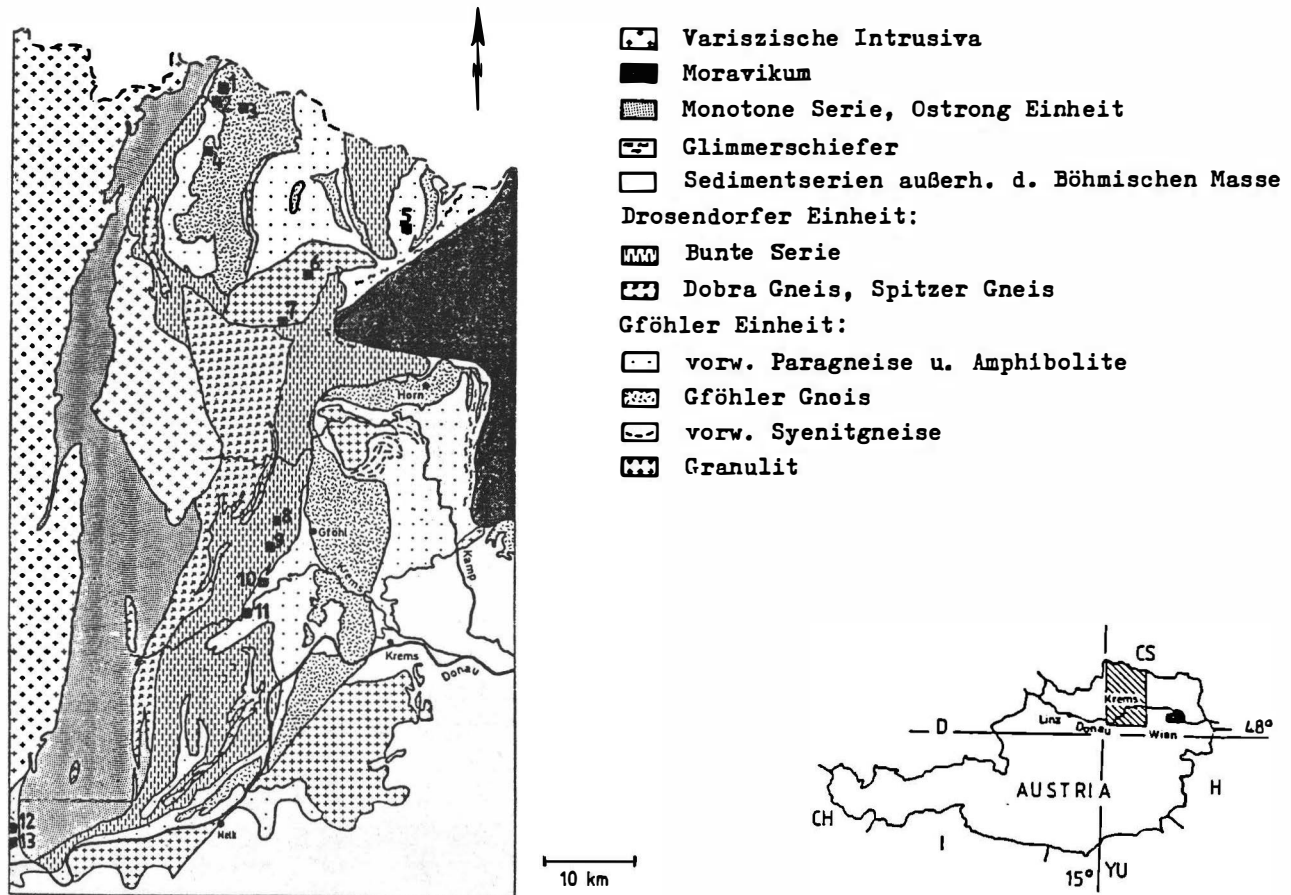 Variszische Intrusiva
Moravikum
Monotone Serie, Ostrong Einheit
Glimmerschiefer
Sedimentserien außerh. d. Böhmischen Masse
Drosendorfer Einheit:
Bunte Serie
Dobra Gneis, Spitzer Gneis
Gföhler Einheit:
vorw. Paragneise u. Amphibolite
Gföhler Gnois
vorw. Syenitgneise
Granulit
1
2
3
4
5
6
7
Horn
8
Gföhl
9
Krems
Kamp
10
11
Krems
Donau
12
13
Melk
10 km
CS
Krems
Linz
Donau
Wien
D
48°
AUSTRIA
H
CH
I
15°
YU